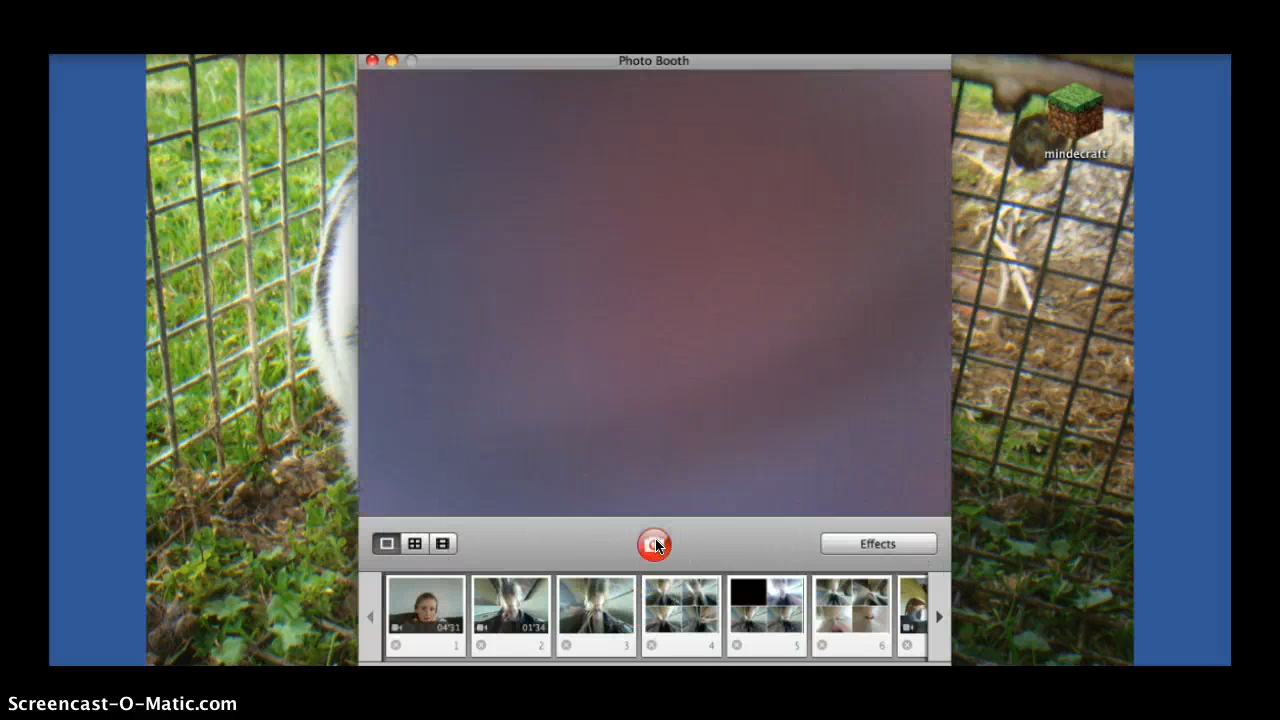 Photo Booth
mindecraft
Effects
04'31
01'34
1
2
3
4
5
6
Screencast-O-Matic.com